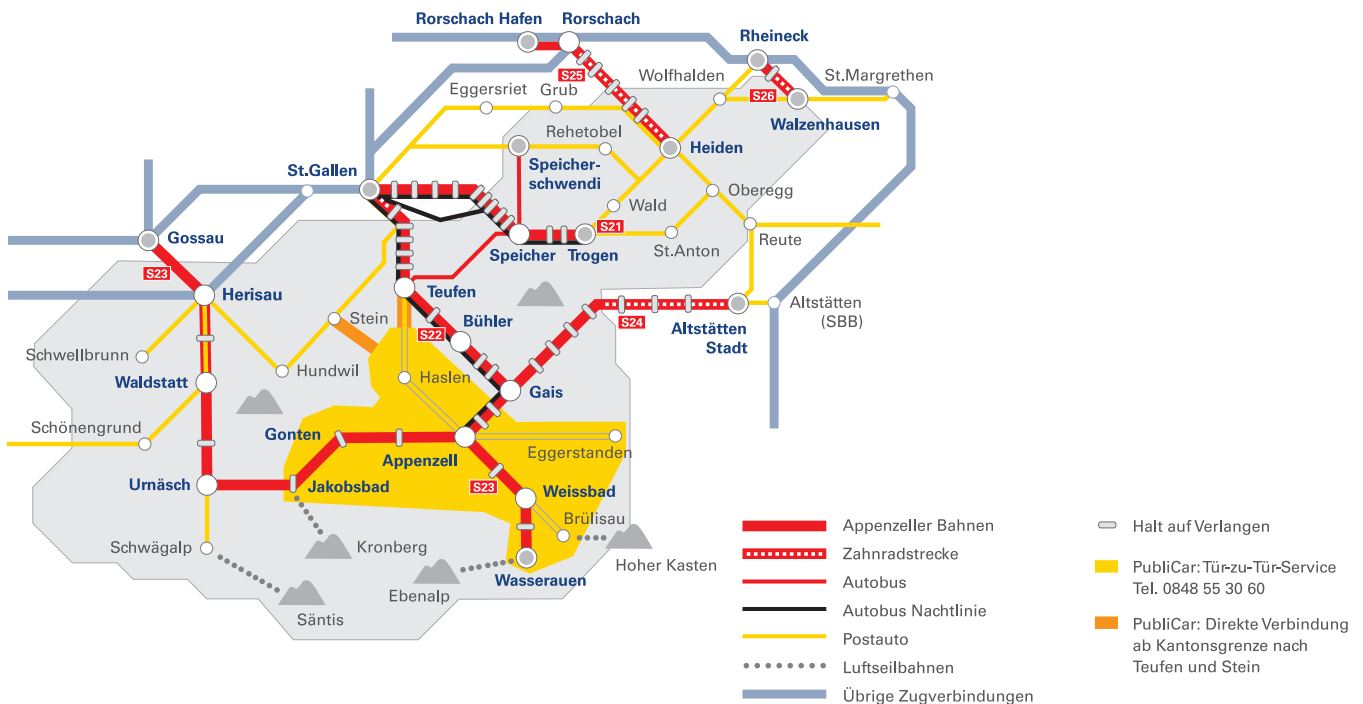 Rorschach Hafen
Rorschach
Rheineck
S25
Wolfhalden
St.Margrethen
Eggersriet
Grub
S26
Walzenhausen
Rehetobel
Heiden
St.Gallen
Speicher-
schwendi
Oberegg
Wald
S21
Gossau
Speicher
Trogen
St.Anton
Reute
S23
Herisau
Teufen
Stein
S22
Bühler
S24
Altstätten
Stadt
Altstätten
(SBB)
Schwellbrunn
Hundwil
Waldstatt
Haslen
Gais
Schönengrund
Gonten
Appenzell
Eggerstanden
Urnäsch
Jakobsbad
S23
Weissbad
Brülisau
Schwägalp
Kronberg
Hoher Kasten
Wasserauen
Ebenalp
Säntis
Appenzeller Bahnen
Zahnradstrecke
Autobus
Autobus Nachtlinie
Postauto
Luftseilbahnen
Übrige Zugverbindungen
Halt auf Verlangen
PubliCar: Tür-zu-Tür-Service
Tel. 0848 55 30 60
PubliCar: Direkte Verbindung
ab Kantonsgrenze nach
Teufen und Stein